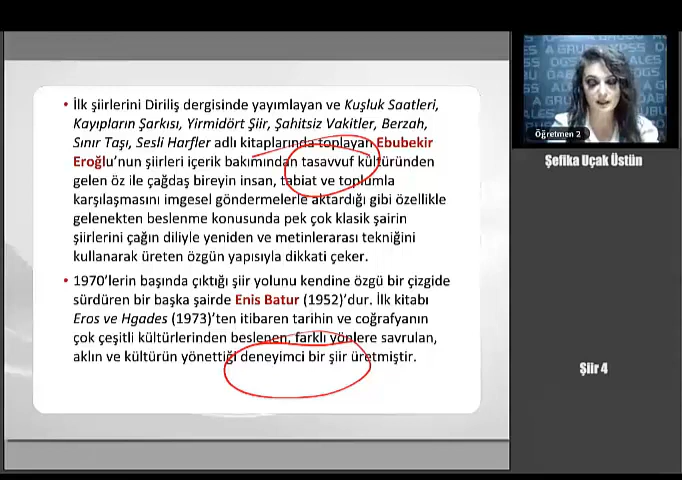 • İlk şiirlerini Diriliş dergisinde yayımlayan ve Kuşluk Saatleri,
Kayıpların Şarkısı, Yirmidört Şiir, Şahitsiz Vakitler, Berzah,
Sınır Taşı, Sesli Harfler adlı kitaplarında toplayan Ebubekir
Eroğlu'nun şiirleri içerik bakımından tasavvuf kültüründen
gelen öz ile çağdaş bireyin insan, tabiat ve toplumla
karşılaşmasını imgesel göndermelerle aktardığı gibi özellikle
gelenekten beslenme konusunda pek çok klasik şairin
şiirlerini çağın diliyle yeniden ve metinlerarası tekniğini
kullanarak üreten özgün yapısıyla dikkati çeker.
• 1970'lerin başında çıktığı şiir yolunu kendine özgü bir çizgide
sürdüren bir başka şairde Enis Batur (1952)'dur. İlk kitabı
Eros ve Hgades (1973)'ten itibaren tarihin ve coğrafyanın
çok çeşitli kültürlerinden beslenen, farklı yönlere savrulan,
aklın ve kültürün yönettiği deneyimci bir şiir üretmiştir.
A GRUBU KPSS
Öğretmen 2
Şefika Uçak Üstün
Şiir 4